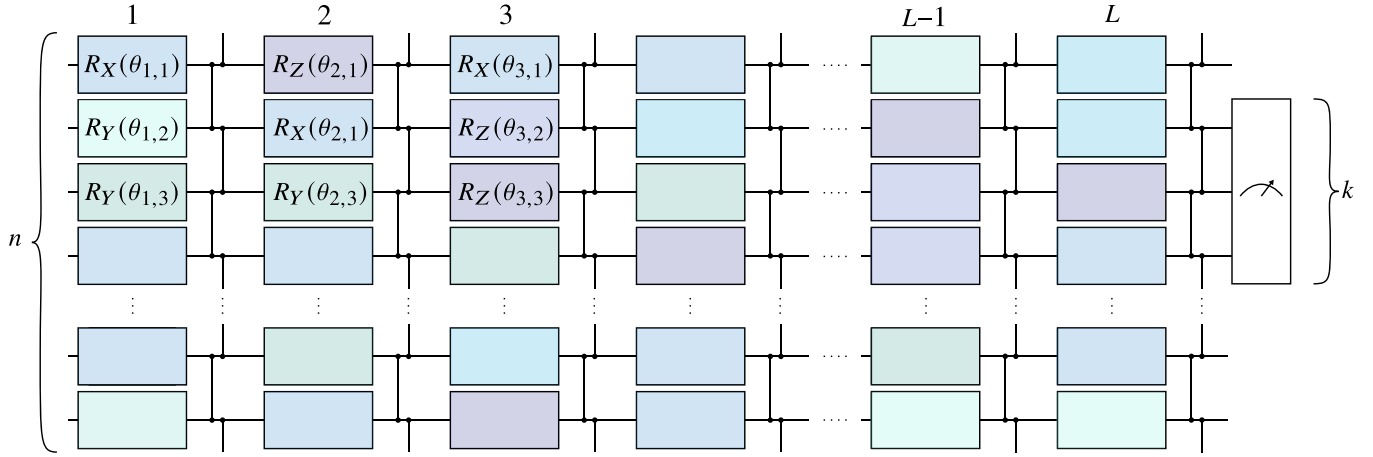 1 2 3 L−1 L
R_X(θ_{1,1}) R_Z(θ_{2,1}) R_X(θ_{3,1})
R_Y(θ_{1,2}) R_X(θ_{2,1}) R_Z(θ_{3,2})
R_Y(θ_{1,3}) R_Y(θ_{2,3}) R_Z(θ_{3,3})
k
n